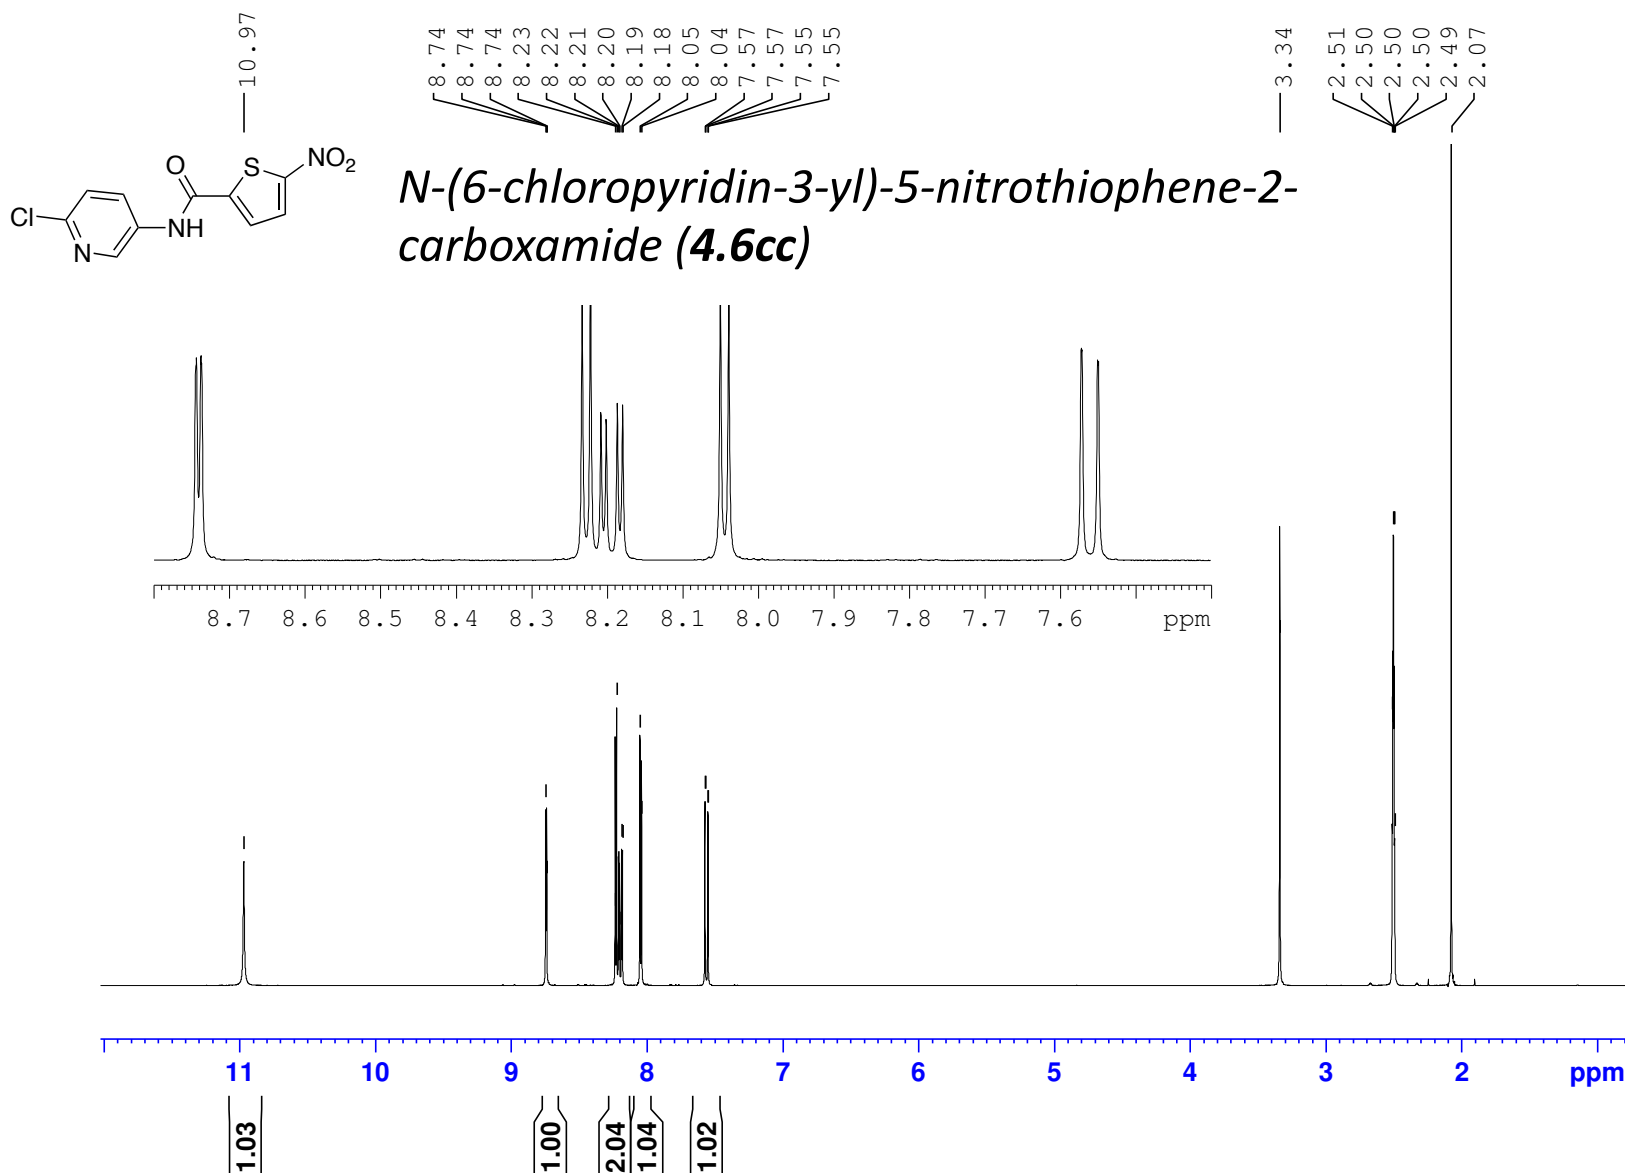 10.97
8.74
8.74
8.74
8.23
8.22
8.21
8.20
8.19
8.18
8.05
8.04
7.57
7.57
7.55
7.55
3.34
2.51
2.50
2.50
2.50
2.49
2.07
O
S
NO2
Cl
N
NH
N-(6-chloropyridin-3-yl)-5-nitrothiophene-2-
carboxamide (4.6cc)
8.7 8.6 8.5 8.4 8.3 8.2 8.1 8.0 7.9 7.8 7.7 7.6 ppm
11 10 9 8 7 6 5 4 3 2 ppm
1.03
1.00
2.04
1.04
1.02